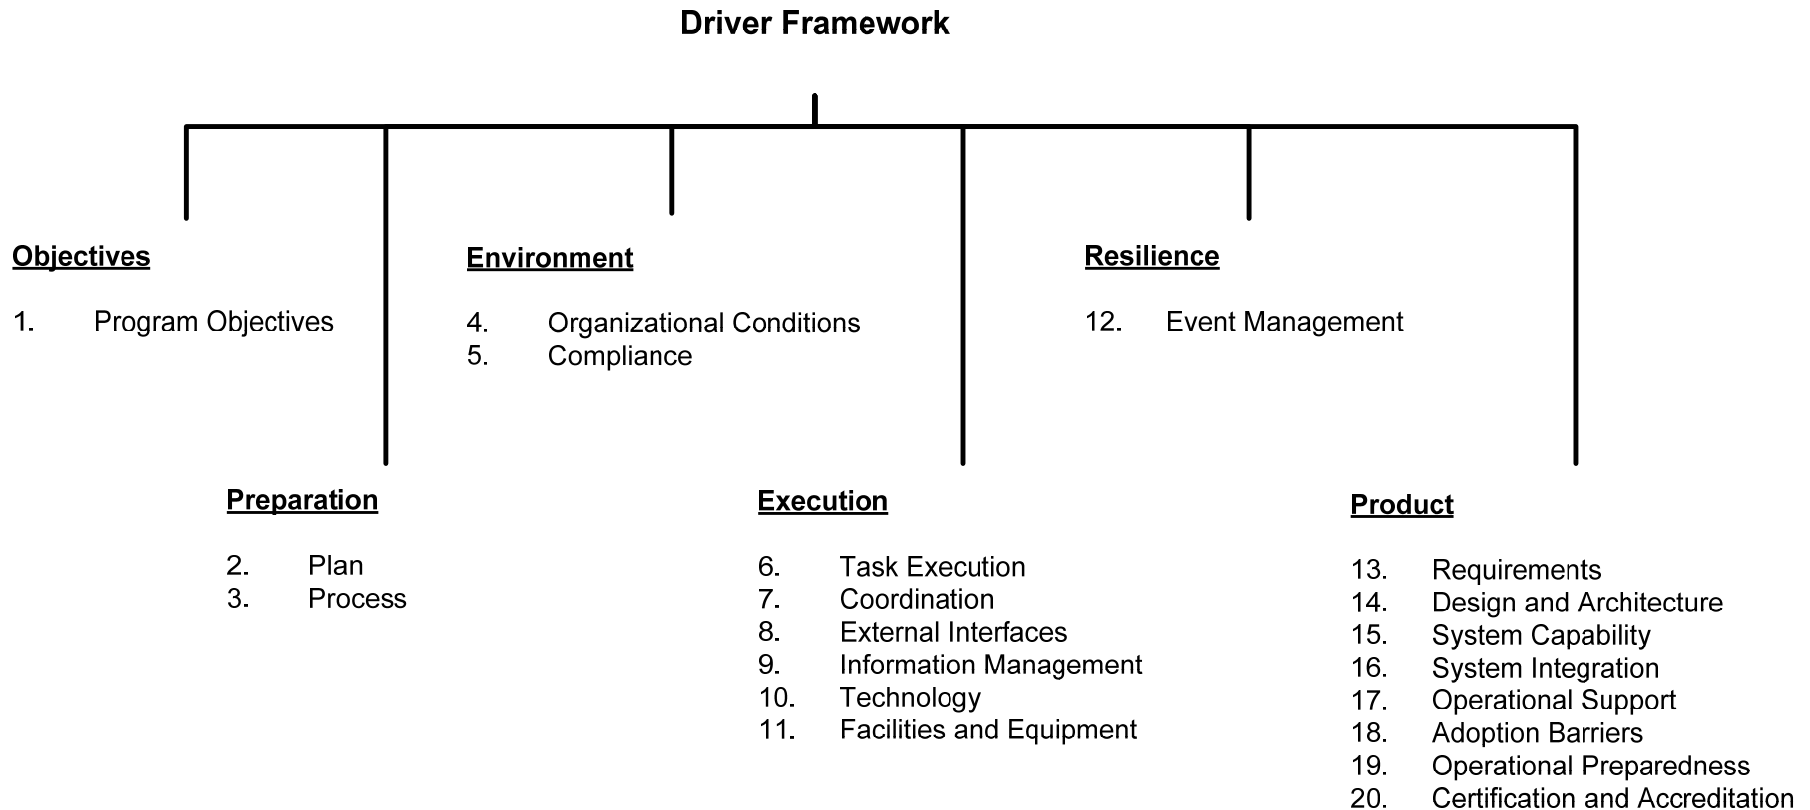 Driver Framework
Objectives
1. Program Objectives
Environment
4. Organizational Conditions
5. Compliance
Resilience
12. Event Management
Preparation
2. Plan
3. Process
Execution
6. Task Execution
7. Coordination
8. External Interfaces
9. Information Management
10. Technology
11. Facilities and Equipment
Product
13. Requirements
14. Design and Architecture
15. System Capability
16. System Integration
17. Operational Support
18. Adoption Barriers
19. Operational Preparedness
20. Certification and Accreditation